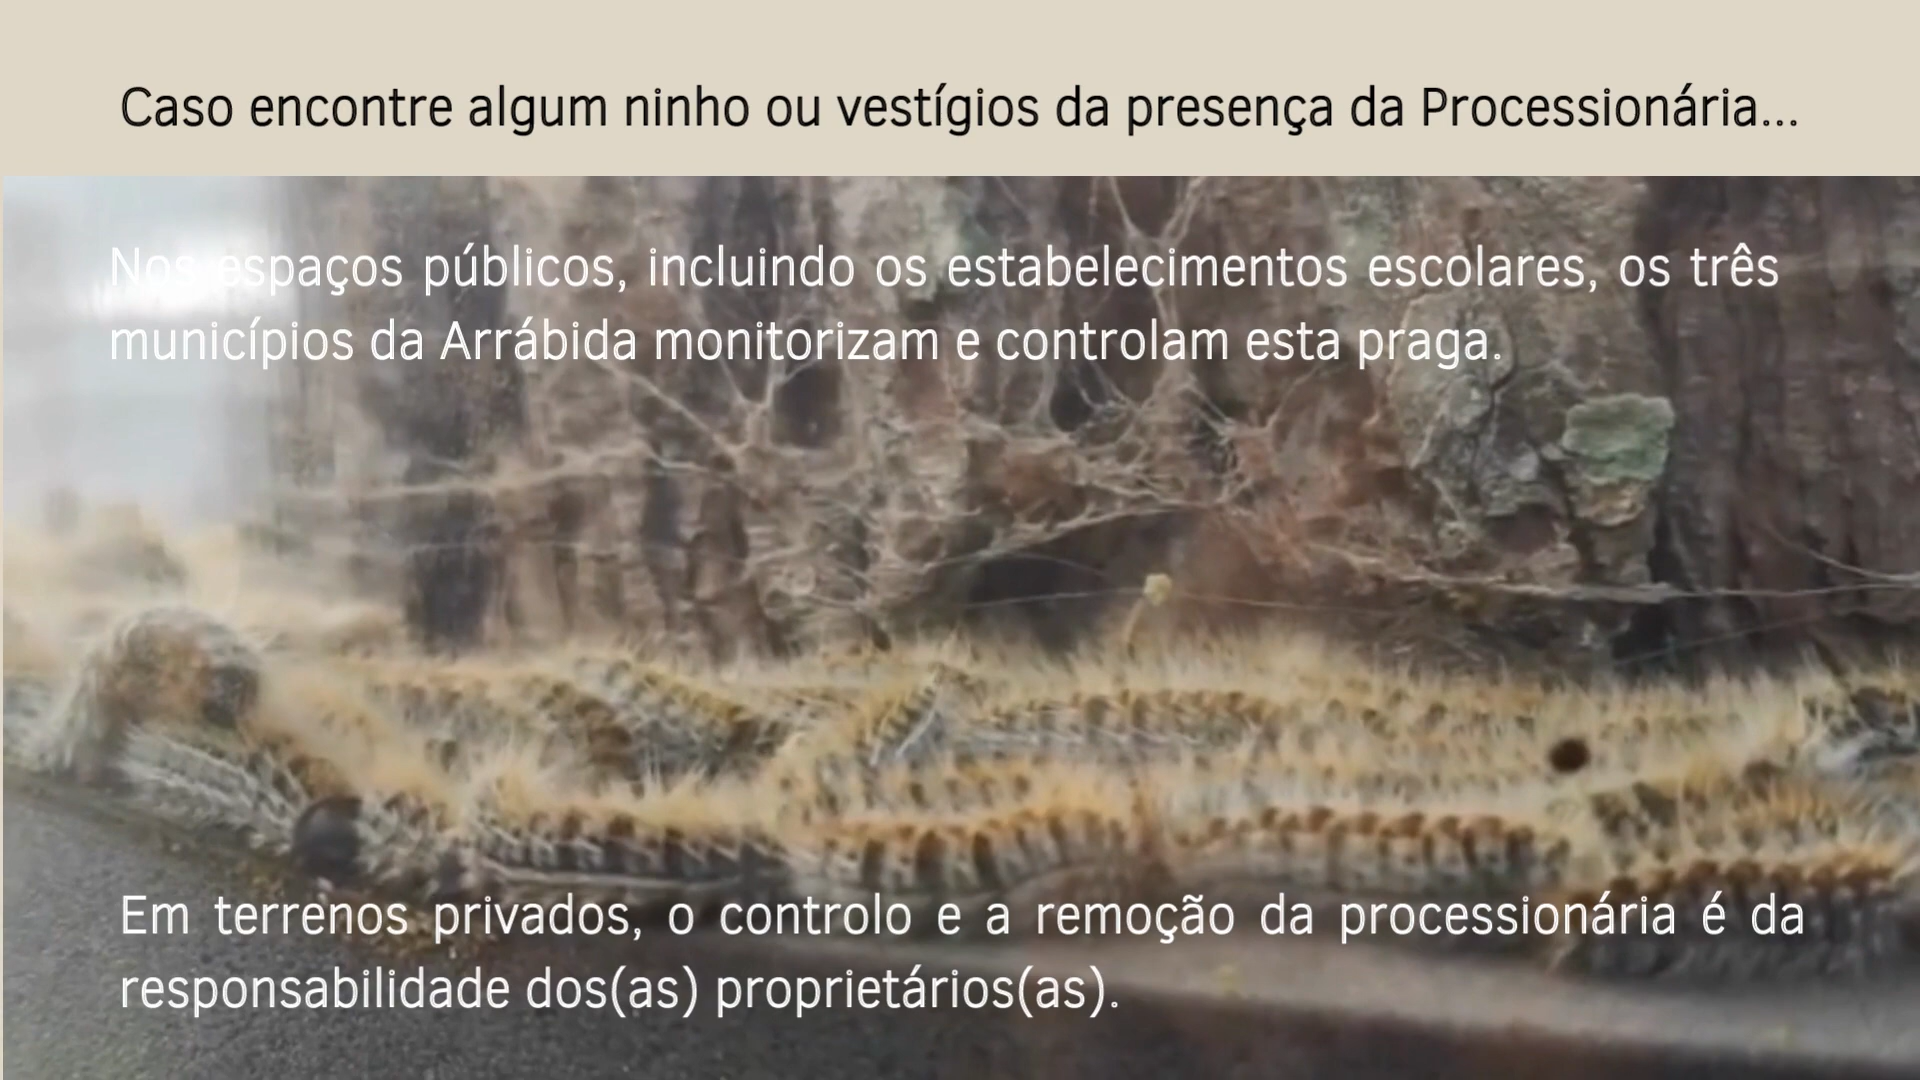 Caso encontre algum ninho ou vestígios da presença da Processionária...
Nos espaços públicos, incluindo os estabelecimentos escolares, os três
municípios da Arrábida monitorizam e controlam esta praga.
Em terrenos privados, o controlo e a remoção da processionária é da
responsabilidade dos(as) proprietários(as).